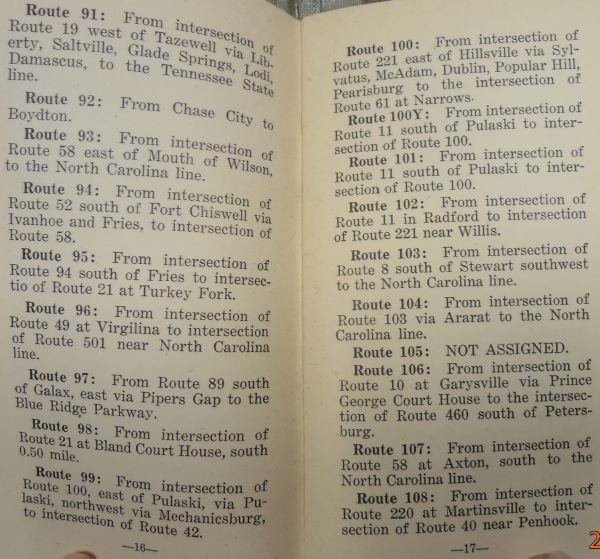 Route 91: From intersection of
Route 19 west of Tazewell via Lib-
erty, Saltville, Glade Springs, Lodi,
Damascus, to the Tennessee State
line.
Route 92: From Chase City to
Boydton.
Route 93: From intersection of
Route 58 east of Mouth of Wilson,
to the North Carolina line.
Route 94: From intersection of
Route 52 south of Fort Chiswell via
Ivanhoe and Fries, to intersection of
Route 58.
Route 95: From intersection of
Route 94 south of Fries to intersec-
tio of Route 21 at Turkey Fork.
Route 96: From intersection of
Route 49 at Virgilina to intersection
of Route 501 near North Carolina
line.
Route 97: From Route 89 south
of Galax, east via Pipers Gap to the
Blue Ridge Parkway.
Route 98: From intersection of
Route 21 at Bland Court House, south
0.50 mile.
Route 99: From intersection of
Route 100, east of Pulaski, via Pu-
laski, northwest via Mechanicsburg,
to intersection of Route 42.
—16—
Route 100: From intersection of
Route 221 east of Hillsville via Syl-
vatus, McAdam, Dublin, Popular Hill,
Pearisburg to the intersection of
Route 61 at Narrows.
Route 100Y: From intersection of
Route 11 south of Pulaski to inter-
section of Route 100.
Route 101: From intersection of
Route 11 south of Pulaski to inter-
section of Route 100.
Route 102: From intersection of
Route 11 in Radford to intersection
of Route 221 near Willis.
Route 103: From intersection of
Route 8 south of Stewart southwest
to the North Carolina line.
Route 104: From intersection of
Route 103 via Ararat to the North
Carolina line.
Route 105: NOT ASSIGNED.
Route 106: From intersection of
Route 10 at Garysville via Prince
George Court House to the intersec-
tion of Route 460 south of Peters-
burg.
Route 107: From intersection of
Route 58 at Axton, south to the
North Carolina line.
Route 108: From intersection of
Route 220 at Martinsville to inter-
section of Route 40 near Penhook.
—17—
2